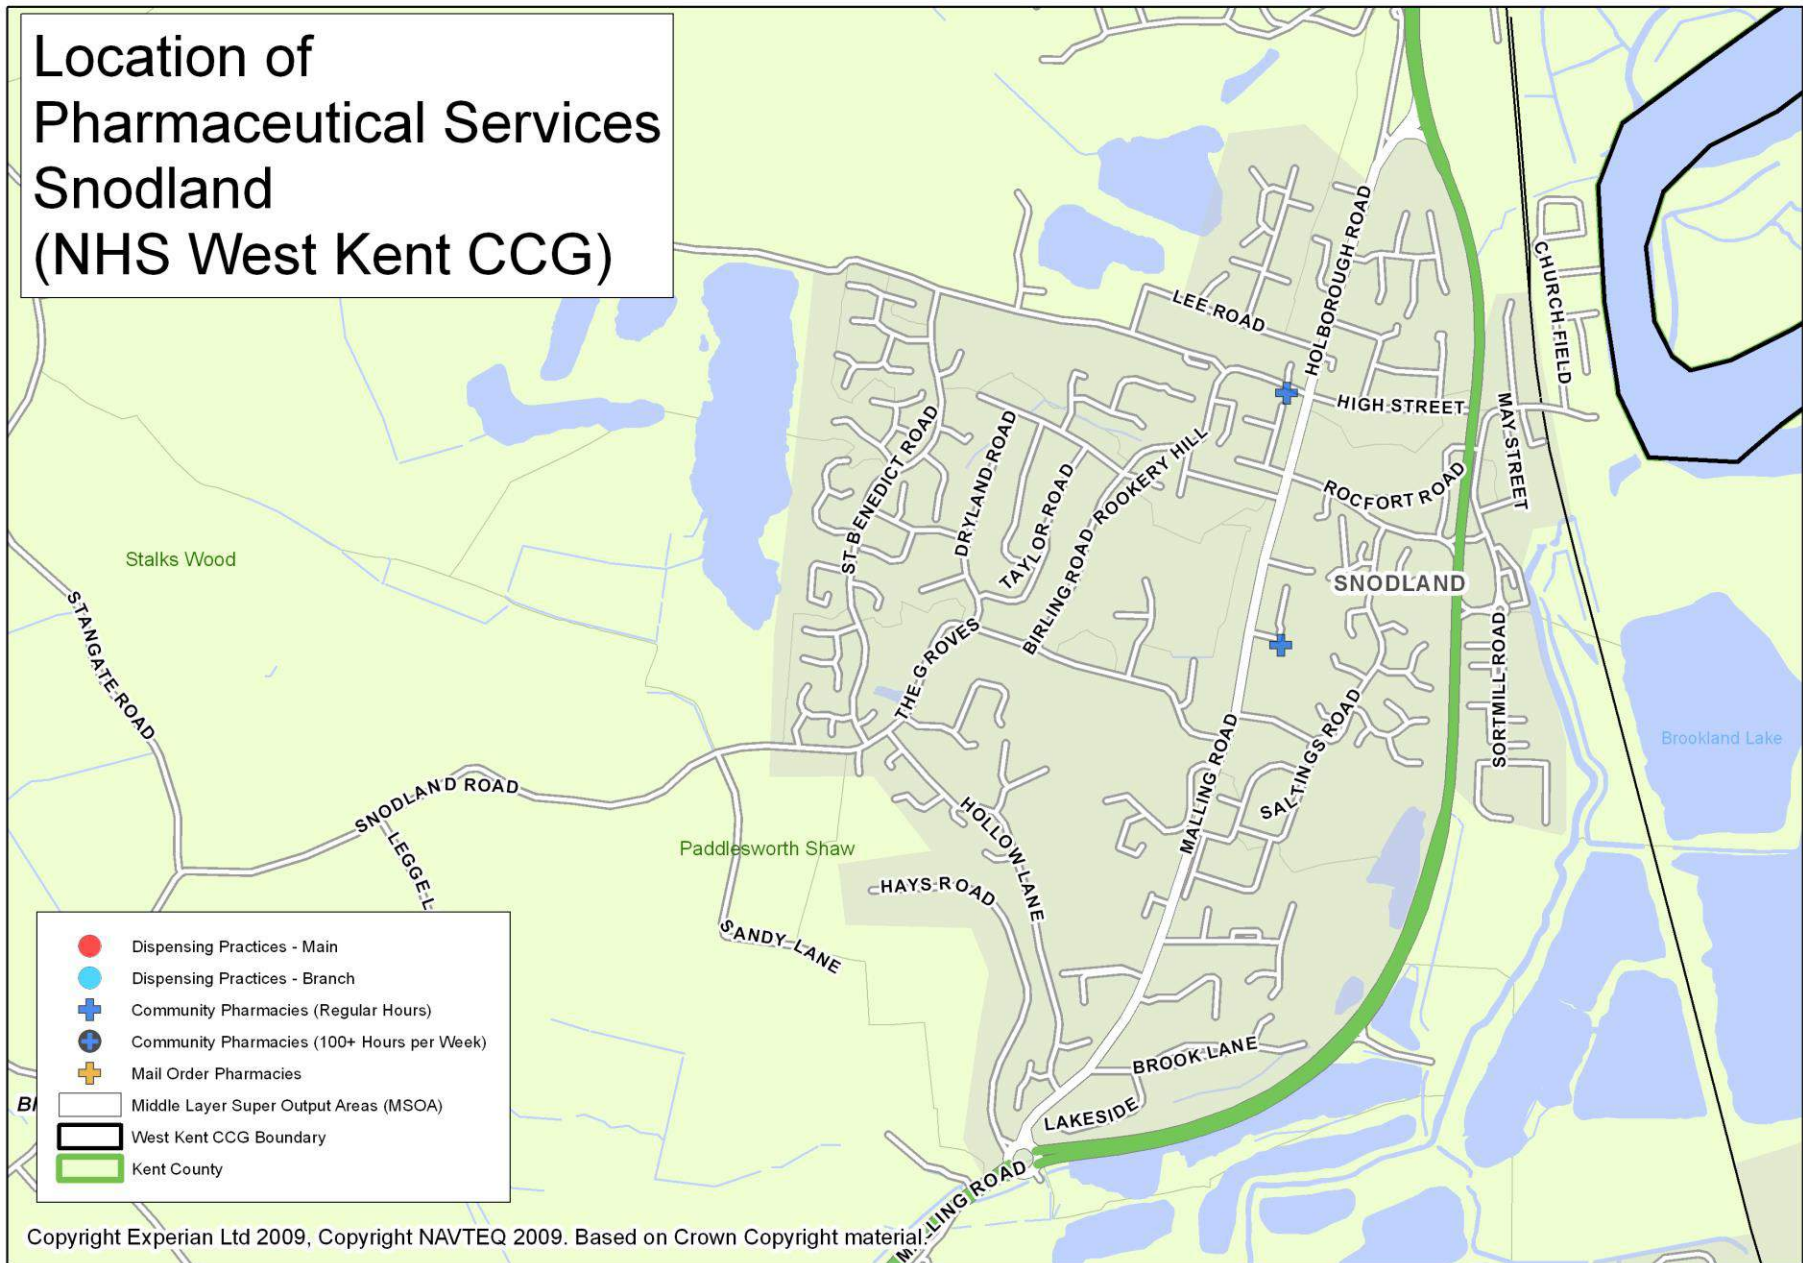 Location of
Pharmaceutical Services
Snodland
(NHS West Kent CCG)
LEE ROAD
HOLBOROUGH ROAD
CHURCH FIELD
HIGH STREET
MAY STREET
ST BENEDICT ROAD
DRYLAND ROAD
TAYLOR ROAD
ROOKERY HILL
BIRLING ROAD
ROCFORT ROAD
SNODLAND
Stalks Wood
STANGATE ROAD
THE GROVES
SORTMILL ROAD
Brookland Lake
MALLING ROAD
SALTINGS ROAD
SNODLAND ROAD
LEGGE L
HOLLOW LANE
Paddlesworth Shaw
HAYS ROAD
SANDY LANE
BROOK LANE
LAKESIDE
MALLING ROAD
Dispensing Practices - Main
Dispensing Practices - Branch
Community Pharmacies (Regular Hours)
Community Pharmacies (100+ Hours per Week)
Mail Order Pharmacies
Middle Layer Super Output Areas (MSOA)
West Kent CCG Boundary
Kent County
Copyright Experian Ltd 2009, Copyright NAVTEQ 2009. Based on Crown Copyright material.